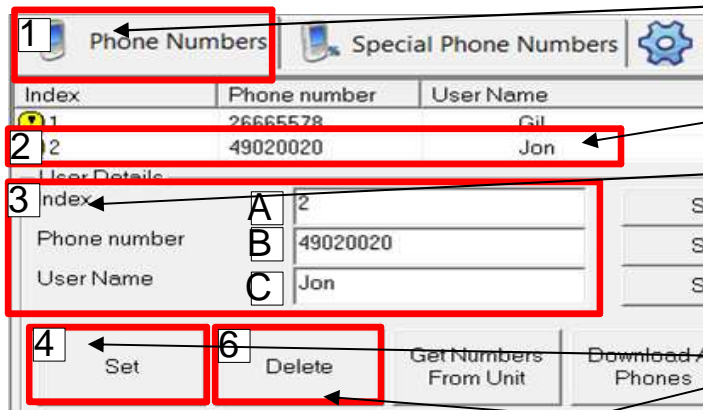 1 Phone Numbers Special Phone Numbers
Index Phone number User Name
1 26665578 Gil
2 2 49020020 Jon
User Details
3 Index A 2 S
Phone number B 49020020 S
User Name C Jon S
4 Set 6 Delete Get Numbers From Unit Download A Phones